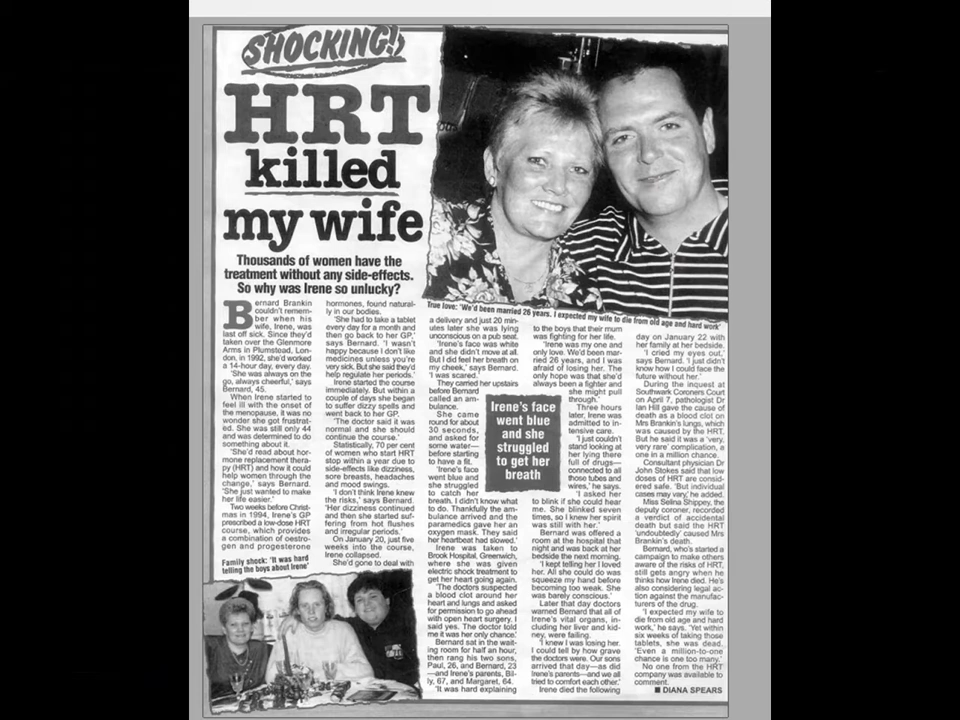 SHOCKING!
HRT
killed
my wife
Thousands of women have the
treatment without any side-effects.
So why was Irene so unlucky?
True love: 'We'd been married 26 years. I expected my wife to die from old age and hard work'
Bernard Brankin
couldn't remem-
ber when his
wife, Irene, was
last off sick. Since they'd
taken over the Glenmore
Arms in Plumstead, Lon-
don, in 1992, she'd worked
a 14-hour day, every day.
'She was always on the
go, always cheerful,' says
Bernard, 45.
When Irene started to
feel ill with the onset of
the menopause, it was no
wonder she got frustrat-
ed. She was still only 44
and was determined to do
something about it.
'She'd read about hor-
mone replacement thera-
py (HRT) and how it could
help women through the
change,' says Bernard.
'She just wanted to make
her life easier.'
Two weeks before Christ-
mas in 1994, Irene's GP
prescribed a low-dose HRT
course, which provides
a combination of oestro-
gen and progesterone
Family shock: 'It was hard
telling the boys about Irene'
hormones, found natural-
ly in our bodies.
'She had to take a tablet
every day for a month and
then go back to her GP,'
says Bernard. 'I wasn't
happy because I don't like
medicines unless you're
very sick. But she said they'd
help regulate her periods.'
Irene started the course
immediately. But within a
couple of days she began
to suffer dizzy spells and
went back to her GP.
'The doctor said it was
normal and she should
continue the course.'
Statistically, 70 per cent
of women who start HRT
stop within a year due to
side-effects like dizziness,
sore breasts, headaches
and mood swings.
'I don't think Irene knew
the risks,' says Bernard.
'Her dizziness continued
and then she started suf-
fering from hot flushes
and irregular periods.'
On January 20, just five
weeks into the course,
Irene collapsed.
She'd gone to deal with
a delivery and just 20 min-
utes later she was lying
unconscious on a pub seat.
'Irene's face was white
and she didn't move at all.
But I did feel her breath on
my cheek,' says Bernard.
'I was scared.'
They carried her upstairs
before Bernard
called an am-
bulance.
She came
round for about
30 seconds,
and asked for
some water—
before starting
to have a fit.
'Irene's face
went blue and
she struggled
to catch her
breath. I didn't know what
to do. Thankfully the am-
bulance arrived and the
paramedics gave her an
oxygen mask. They said
her heartbeat had slowed.'
Irene was taken to
Brook Hospital, Greenwich,
where she was given
electric shock treatment to
get her heart going again.
'The doctors suspected
a blood clot around her
heart and lungs and asked
for permission to go ahead
with open heart surgery. I
said yes. The doctor told
me it was her only chance.'
Bernard sat in the wait-
ing room for half an hour,
then rang his two sons,
Paul, 26, and Bernard, 23
—and Irene's parents, Bil-
ly, 67, and Margaret, 64.
'It was hard explaining
Irene's face
went blue
and she
struggled
to get her
breath
to the boys that their mum
was fighting for her life.
'Irene was my one and
only love. We'd been mar-
ried 26 years, and I was
afraid of losing her. The
only hope was that she'd
always been a fighter and
she might pull
through.'
Three hours
later, Irene was
admitted to in-
tensive care.
'I just couldn't
stand looking at
her lying there
full of drugs—
connected to all
those tubes and
wires,' he says.
'I asked her
to blink if she could hear
me. She blinked seven
times, so I knew her spirit
was still with her.'
Bernard was offered a
room at the hospital that
night and was back at her
bedside the next morning.
'I kept telling her I loved
her. All she could do was
squeeze my hand before
becoming too weak. She
was barely conscious.'
Later that day doctors
warned Bernard that all of
Irene's vital organs, in-
cluding her liver and kid-
ney, were failing.
'I knew I was losing her.
I could tell by how grave
the doctors were. Our sons
arrived that day—as did
Irene's parents—and we all
tried to comfort each other.'
Irene died the following
day on January 22 with
her family at her bedside.
'I cried my eyes out,'
says Bernard. 'I just didn't
know how I could face the
future without her.'
During the inquest at
Southwark Coroners Court
on April 7, pathologist Dr
Ian Hill gave the cause of
death as a blood clot on
Mrs Brankin's lungs, which
was caused by the HRT.
But he said it was a 'very,
very rare' complication, a
one in a million chance.
Consultant physician Dr
John Stokes said that low
doses of HRT are consid-
ered safe. 'But individual
cases may vary,' he added.
Miss Selina Shippey, the
deputy coroner, recorded
a verdict of accidental
death but said the HRT
'undoubtedly' caused Mrs
Brankin's death.
Bernard, who's started a
campaign to make others
aware of the risks of HRT,
still gets angry when he
thinks how Irene died. He's
also considering legal ac-
tion against the manufac-
turers of the drug.
'I expected my wife to
die from old age and hard
work,' he says. 'Yet within
six weeks of taking those
tablets, she was dead.
'Even a million-to-one
chance is one too many.'
No one from the HRT
company was available to
comment.
■ DIANA SPEARS